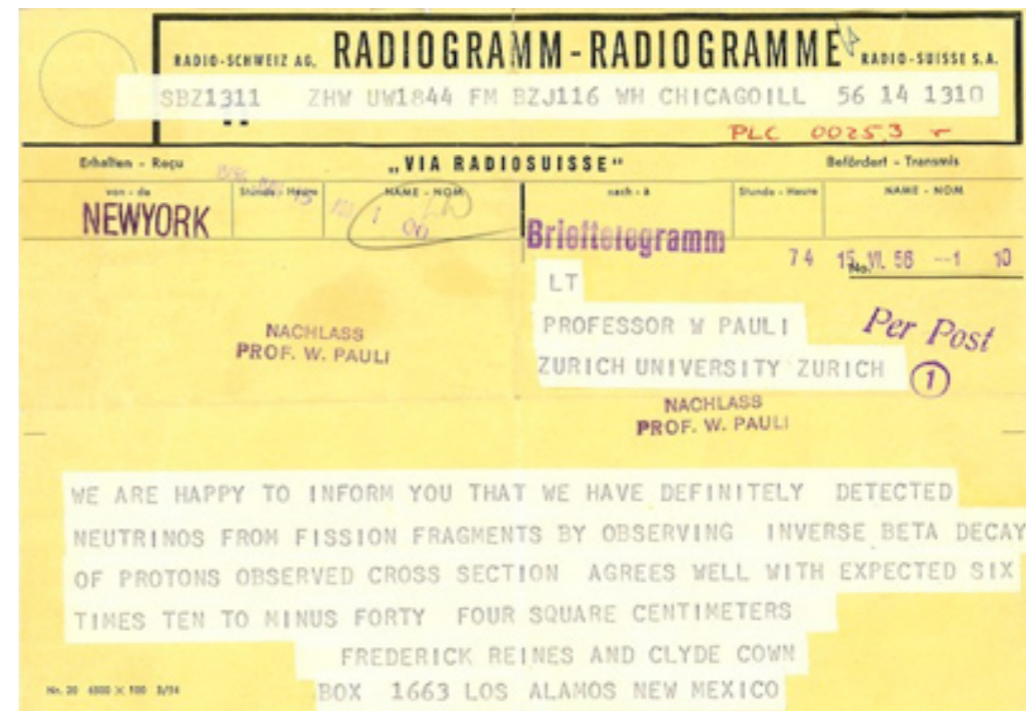 RADIO-SCHWEIZ AG. RADIOGRAMM-RADIOGRAMME RADIO-SUISSE S.A.
SBZ1311 ZHW UW1844 FM BZJ116 WH CHICAGOILL 56 14 1310
PLC 00253
Erhalten - Reçu „VIA RADIOSUISSE" Befördert - Transmis
von - de Stunde - Heure NAME - NOM nach - à Stunde - Heure NAME - NOM
NEWYORK
Brieftelegramm
74 15.VI.56 --1 10
No.
LT
PROFESSOR W PAULI
Per Post
ZURICH UNIVERSITY ZURICH
1
NACHLASS
PROF. W. PAULI
NACHLASS
PROF. W. PAULI
WE ARE HAPPY TO INFORM YOU THAT WE HAVE DEFINITELY DETECTED
NEUTRINOS FROM FISSION FRAGMENTS BY OBSERVING INVERSE BETA DECAY
OF PROTONS OBSERVED CROSS SECTION AGREES WELL WITH EXPECTED SIX
TIMES TEN TO MINUS FORTY FOUR SQUARE CENTIMETERS
FREDERICK REINES AND CLYDE COWN
BOX 1663 LOS ALAMOS NEW MEXICO